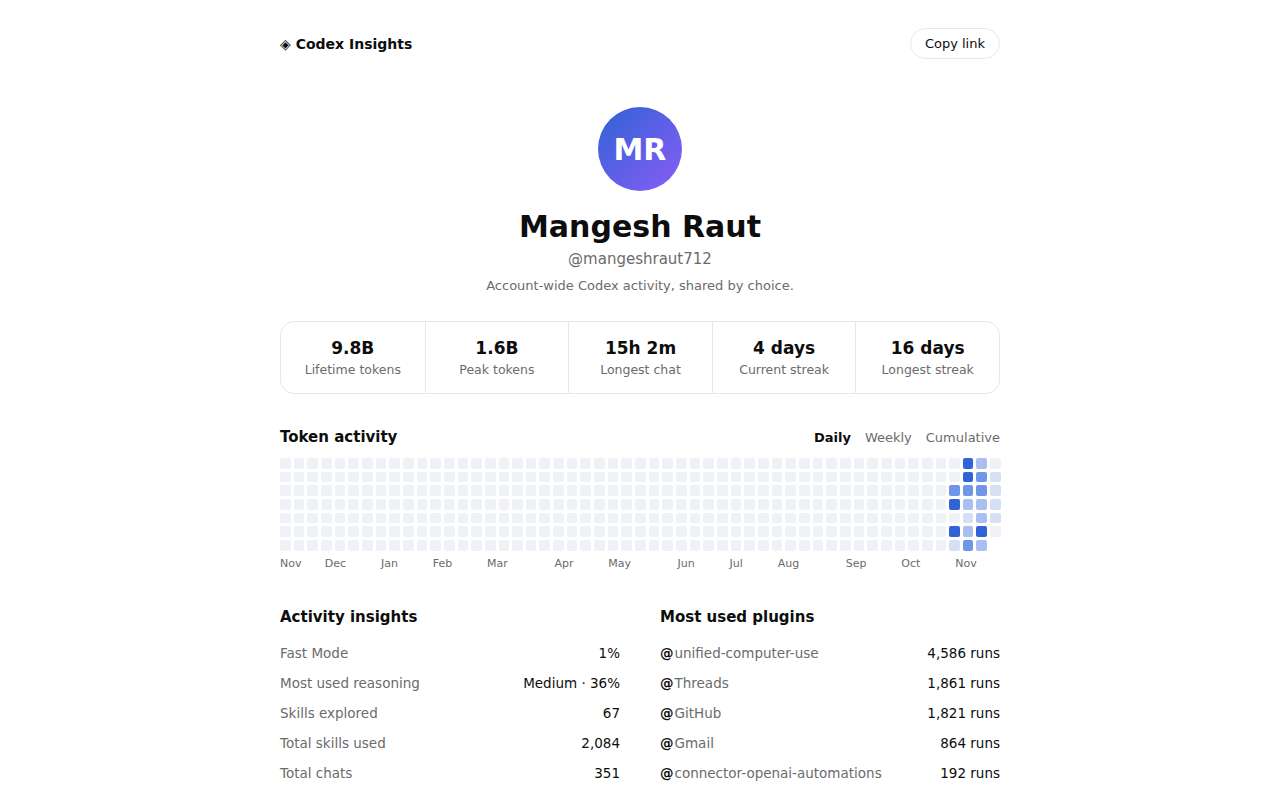 ◈ Codex Insights
Copy link
MR
Mangesh Raut
@mangeshraut712
Account-wide Codex activity, shared by choice.
9.8B
Lifetime tokens
1.6B
Peak tokens
15h 2m
Longest chat
4 days
Current streak
16 days
Longest streak
Token activity
Daily Weekly Cumulative
Nov Dec Jan Feb Mar Apr May Jun Jul Aug Sep Oct Nov
Activity insights
Fast Mode 1%
Most used reasoning Medium · 36%
Skills explored 67
Total skills used 2,084
Total chats 351
Most used plugins
@unified-computer-use 4,586 runs
@Threads 1,861 runs
@GitHub 1,821 runs
@Gmail 864 runs
@connector-openai-automations 192 runs